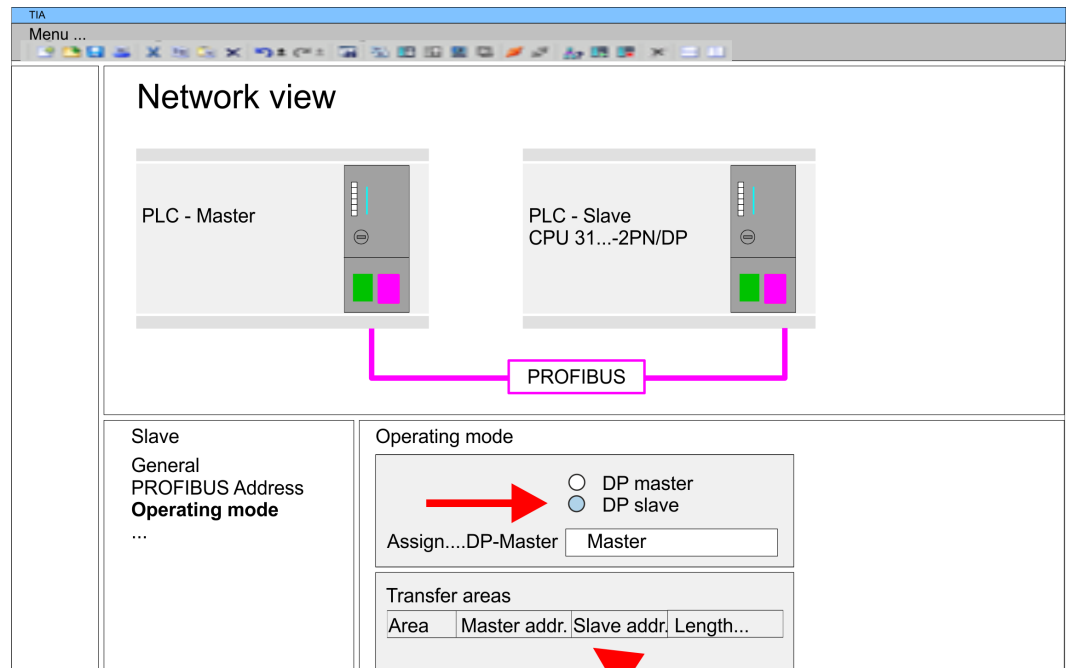 TIA
Menu ...
Network view
PLC - Master
PLC - Slave
CPU 31...-2PN/DP
PROFIBUS
Slave
General
PROFIBUS Address
Operating mode
...
Operating mode
DP master
DP slave
Assign....DP-Master Master
Transfer areas
Area Master addr. Slave addr. Length...